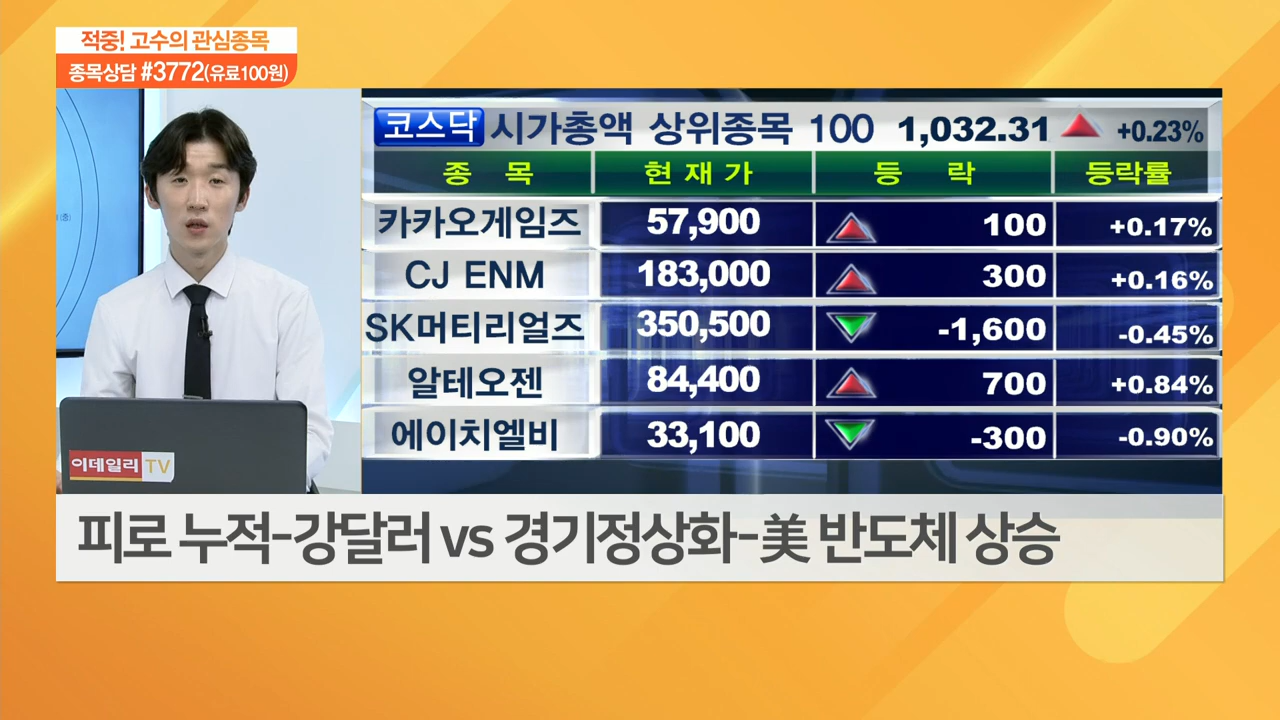 적중! 고수의 관심종목
종목상담 #3772(유료100원)
코스닥 시가총액 상위종목 100 1,032.31 ▲ +0.23%
종 목 현 재 가 등 락 등락률
카카오게임즈 57,900 ▲ 100 +0.17%
CJ ENM 183,000 ▲ 300 +0.16%
SK머티리얼즈 350,500 ▼ -1,600 -0.45%
알테오젠 84,400 ▲ 700 +0.84%
에이치엘비 33,100 ▼ -300 -0.90%
이데일리 TV
피로 누적-강달러 vs 경기정상화-美 반도체 상승